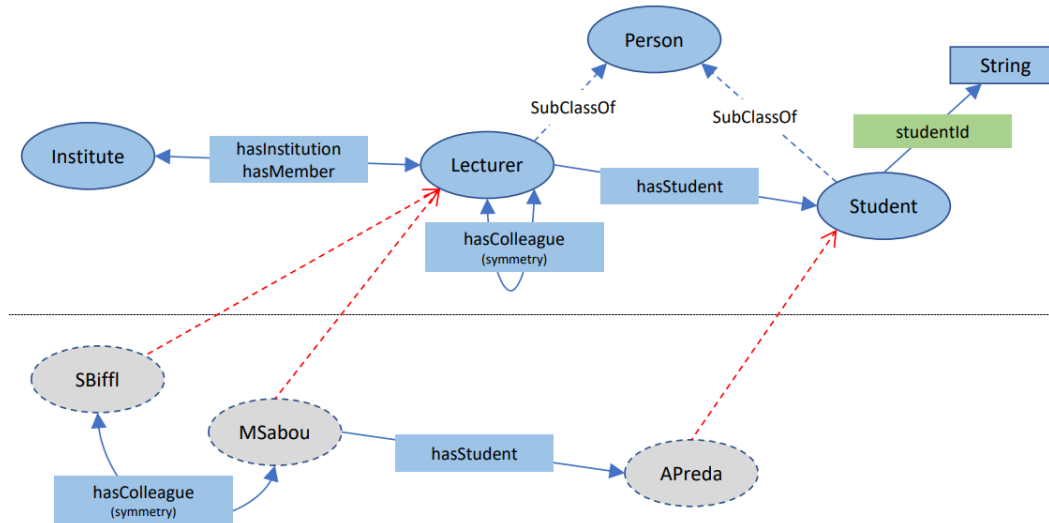 Person
String
SubClassOf
SubClassOf
studentId
Institute
hasInstitution
hasMember
Lecturer
hasStudent
Student
hasColleague
(symmetry)
SBiffl
MSabou
hasStudent
APreda
hasColleague
(symmetry)